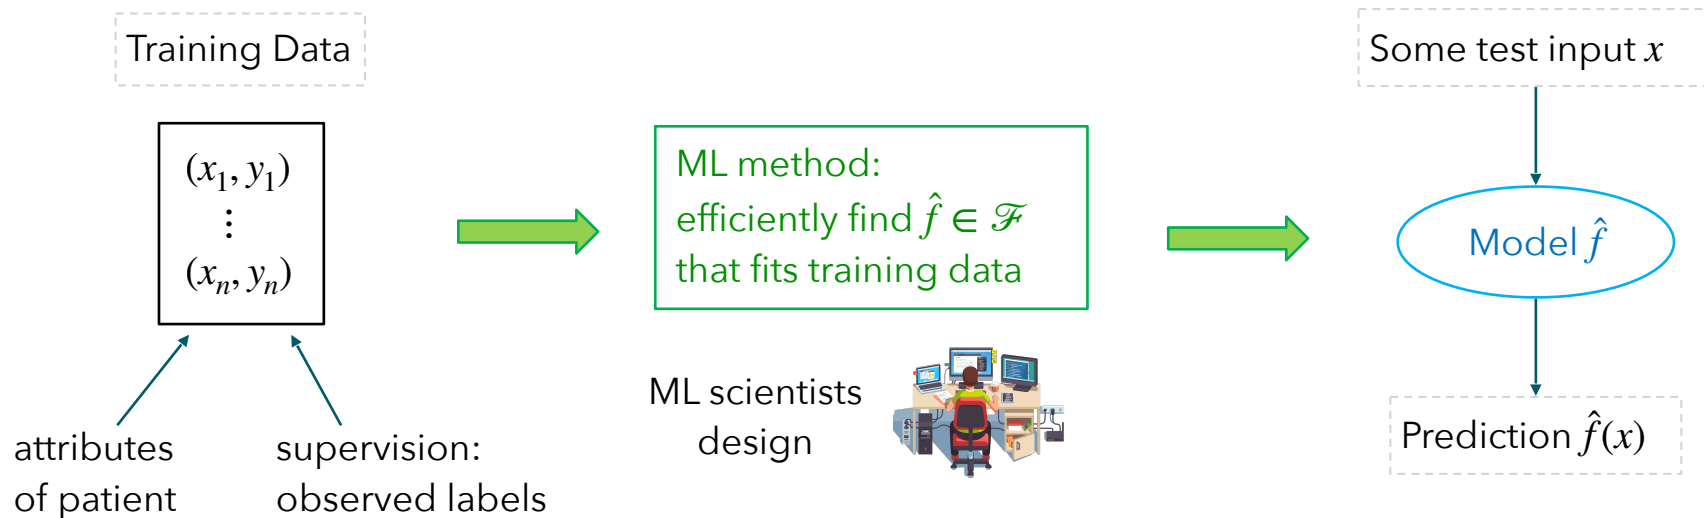 Training Data
(x₁, y₁)
⋮
(xₙ, yₙ)
attributes
of patient
supervision:
observed labels
ML method:
efficiently find f̂ ∈ ℱ
that fits training data
ML scientists
design
Some test input x
Model f̂
Prediction f̂(x)